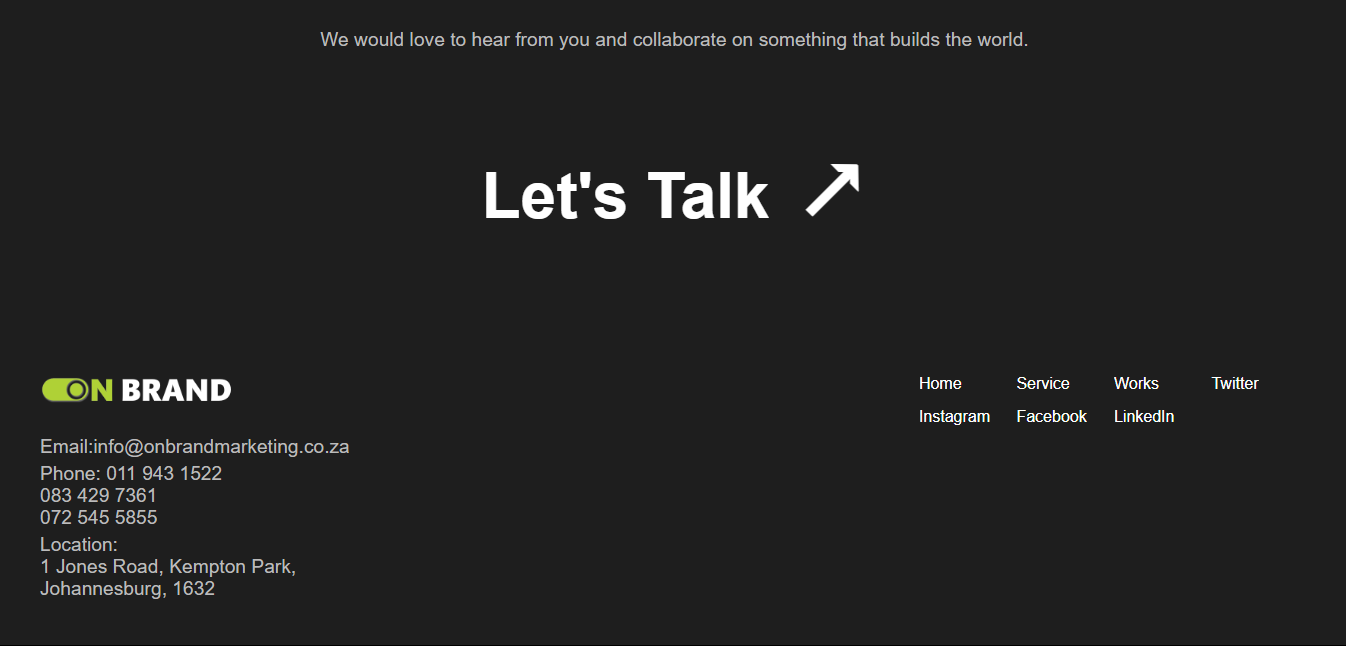 We would love to hear from you and collaborate on something that builds the world.
Let's Talk ↗
ON BRAND
Email:info@onbrandmarketing.co.za
Phone: 011 943 1522
083 429 7361
072 545 5855
Location:
1 Jones Road, Kempton Park,
Johannesburg, 1632
Home Service Works Twitter
Instagram Facebook LinkedIn